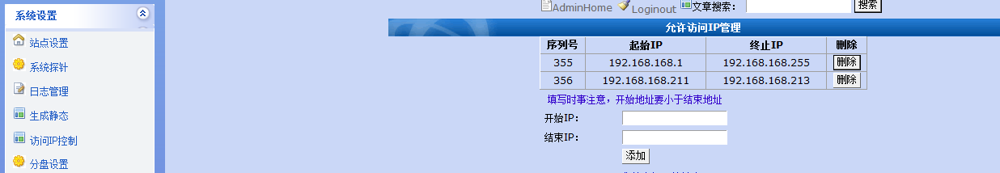 系统设置
站点设置
系统探针
日志管理
生成静态
访问IP控制
分盘设置
AdminHome Loginout 文章搜索： 搜索
允许访问IP管理
序列号 起始IP 终止IP 删除
355 192.168.168.1 192.168.168.255 删除
356 192.168.168.211 192.168.168.213 删除
填写时事注意，开始地址要小于结束地址
开始IP：
结束IP：
添加